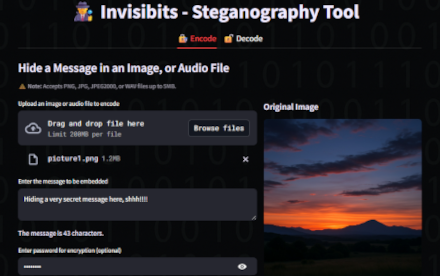 Invisibits - Steganography Tool
Encode Decode
Hide a Message in an Image, or Audio File
Note: Accepts PNG, JPG, JPEG2000, or WAV files up to 5MB.
Upload an image or audio file to encode
Drag and drop file here
Limit 200MB per file
Browse files
picture1.png 1.2MB
Enter the message to be embedded
Hiding a very secret message here, shhh!!!!
The message is 43 characters.
Enter password for encryption (optional)
Original Image